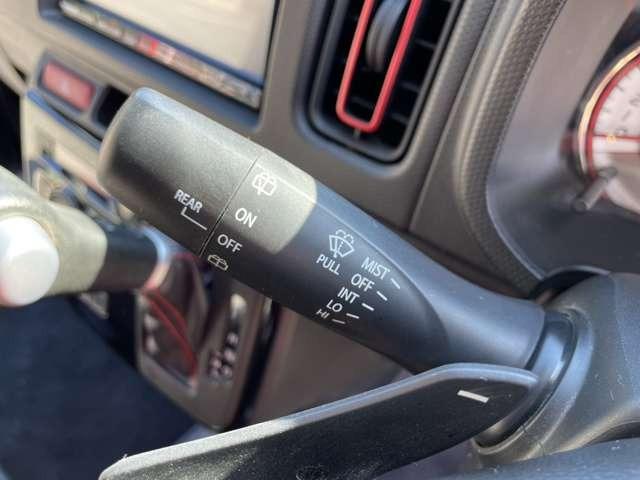 REAR
ON
OFF
PULL
MIST
OFF
INT
LO
HI